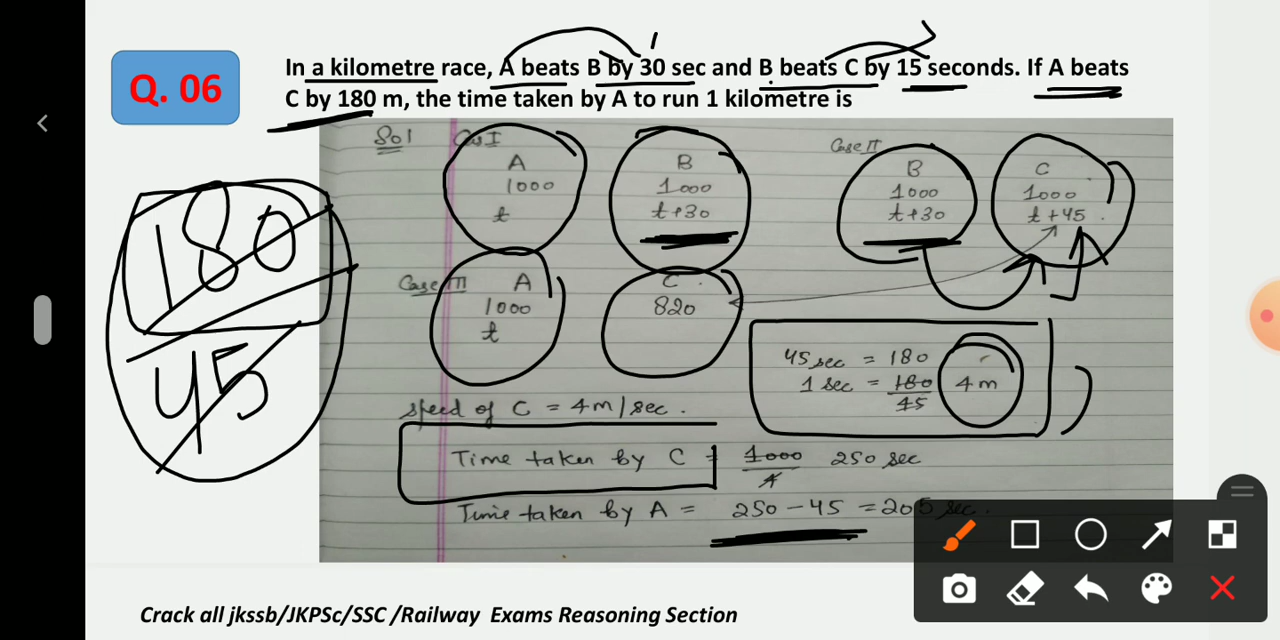 Q. 06
In a kilometre race, A beats B by 30 sec and B beats C by 15 seconds. If A beats
C by 180 m, the time taken by A to run 1 kilometre is
Sol
A
1000
t
B
1000
t+30
Case II
B
1000
t+30
C
1000
t+45
Case III
A
1000
t
C
820
180
45
45 sec = 180
1 sec = 180/45 4m
Speed of C = 4m/sec.
Time taken by C = 1000/4 250 sec
Time taken by A = 250-45 = 205 sec.
Crack all jkssb/JKPSc/SSC /Railway Exams Reasoning Section